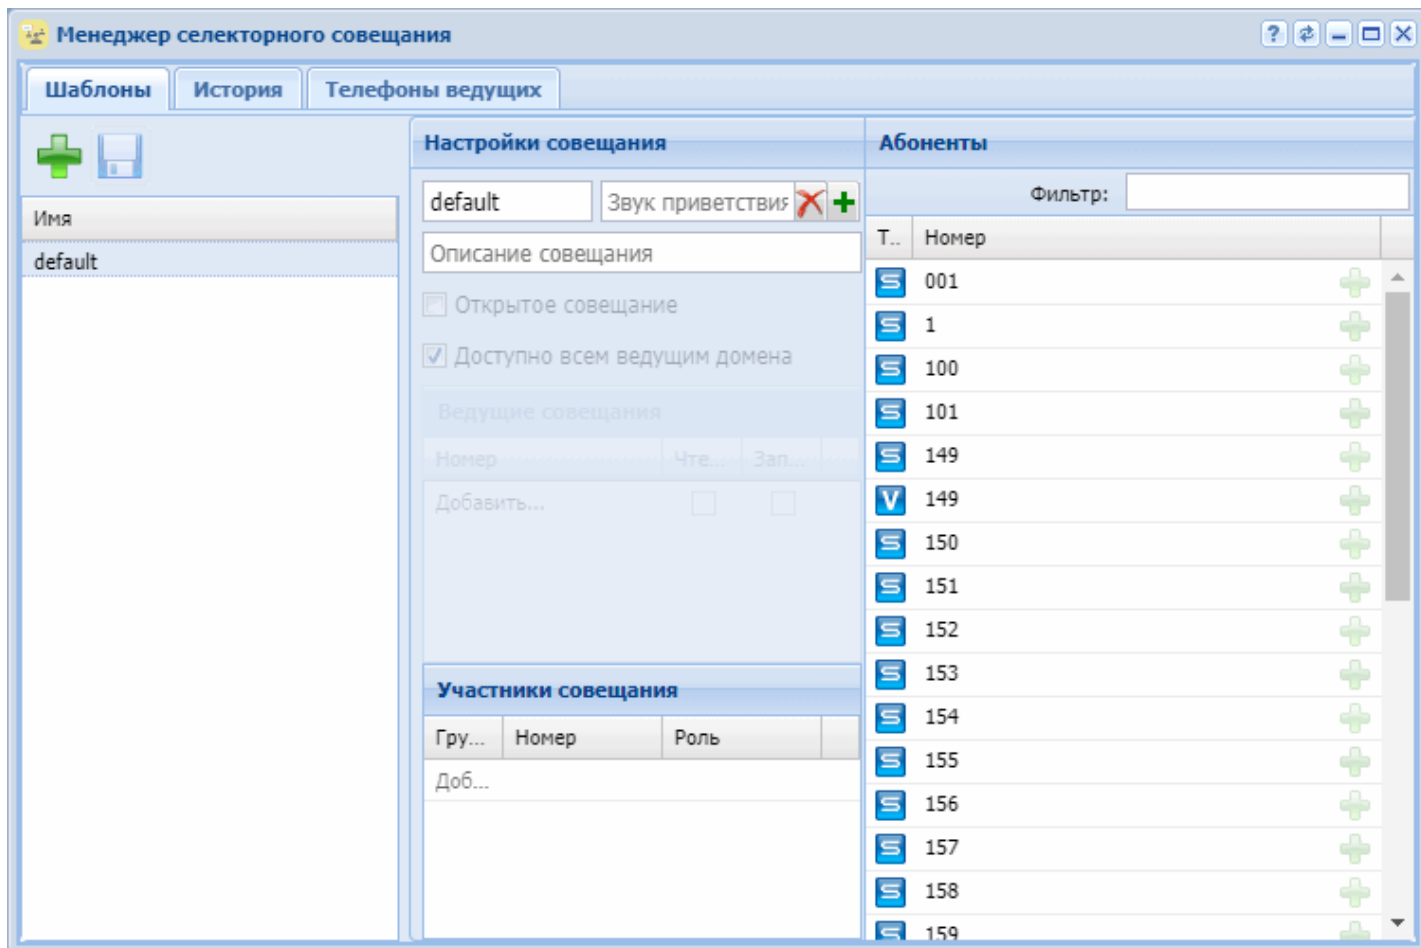 Менеджер селекторного совещания
Шаблоны
История
Телефоны ведущих
Имя
default
Настройки совещания
default
Звук приветствия
Описание совещания
Открытое совещание
Доступно всем ведущим домена
Ведущие совещания
Номер Чте... Зап...
Добавить...
Участники совещания
Гру... Номер Роль
Доб...
Абоненты
Фильтр:
Т.. Номер
S 001
S 1
S 100
S 101
S 149
V 149
S 150
S 151
S 152
S 153
S 154
S 155
S 156
S 157
S 158
S 159